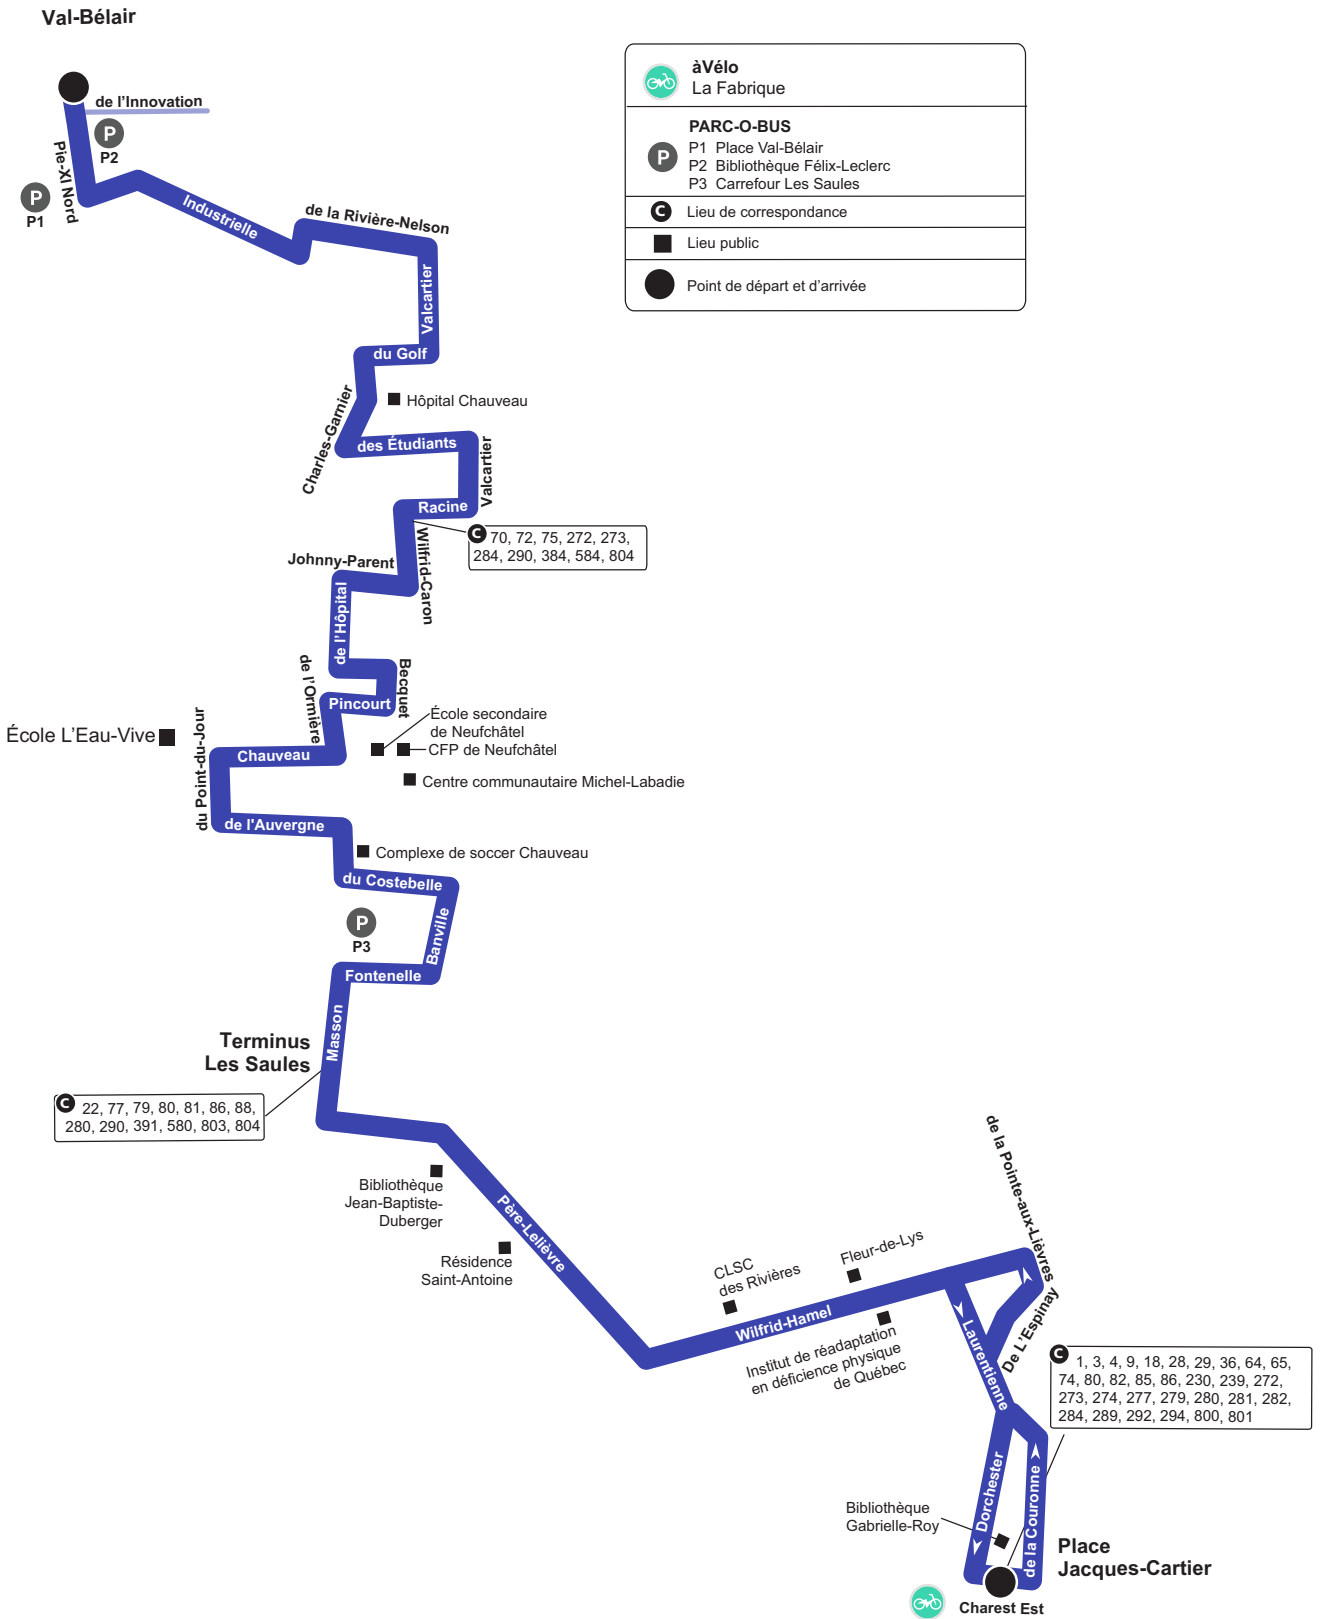 Val-Bélair
de l'Innovation
P
P2
P
P1
Pie-XI Nord
Industrielle
de la Rivière-Nelson
Valcartier
du Golf
àVélo
La Fabrique
PARC-O-BUS
P
P1 Place Val-Bélair
P2 Bibliothèque Félix-Leclerc
P3 Carrefour Les Saules
C Lieu de correspondance
Lieu public
Point de départ et d'arrivée
Hôpital Chauveau
Charles-Garnier
des Étudiants
Valcartier
Racine
C 70, 72, 75, 272, 273,
284, 290, 384, 584, 804
Wilfrid-Caron
Johnny-Parent
de l'Hôpital
Becquet
de l'Ormière
Pincourt
École secondaire
de Neufchâtel
CFP de Neufchâtel
Centre communautaire Michel-Labadie
École L'Eau-Vive
du Point-du-Jour
Chauveau
de l'Auvergne
Complexe de soccer Chauveau
du Costebelle
P
P3
Banville
Fontenelle
Masson
Terminus
Les Saules
C 22, 77, 79, 80, 81, 86, 88,
280, 290, 391, 580, 803, 804
Bibliothèque
Jean-Baptiste-
Duberger
Résidence
Saint-Antoine
Père-Lelièvre
CLSC
des Rivières
Fleur-de-Lys
Wilfrid-Hamel
Institut de réadaptation
en déficience physique
de Québec
de la Pointe-aux-Lièvres
De L'Espinay
Laurentienne
C 1, 3, 4, 9, 18, 28, 29, 36, 64, 65,
74, 80, 82, 85, 86, 230, 239, 272,
273, 274, 277, 279, 280, 281, 282,
284, 289, 292, 294, 800, 801
Dorchester
de la Couronne
Bibliothèque
Gabrielle-Roy
Place
Jacques-Cartier
Charest Est